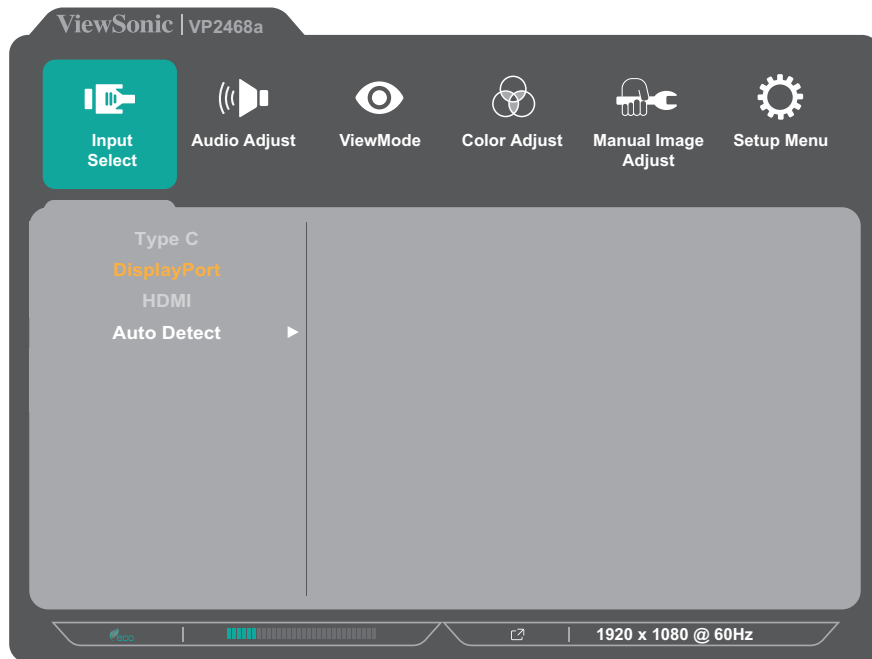 ViewSonic | VP2468a
Input
Select
Audio Adjust
ViewMode
Color Adjust
Manual Image
Adjust
Setup Menu
Type C
DisplayPort
HDMI
Auto Detect
eco
1920 x 1080 @ 60Hz